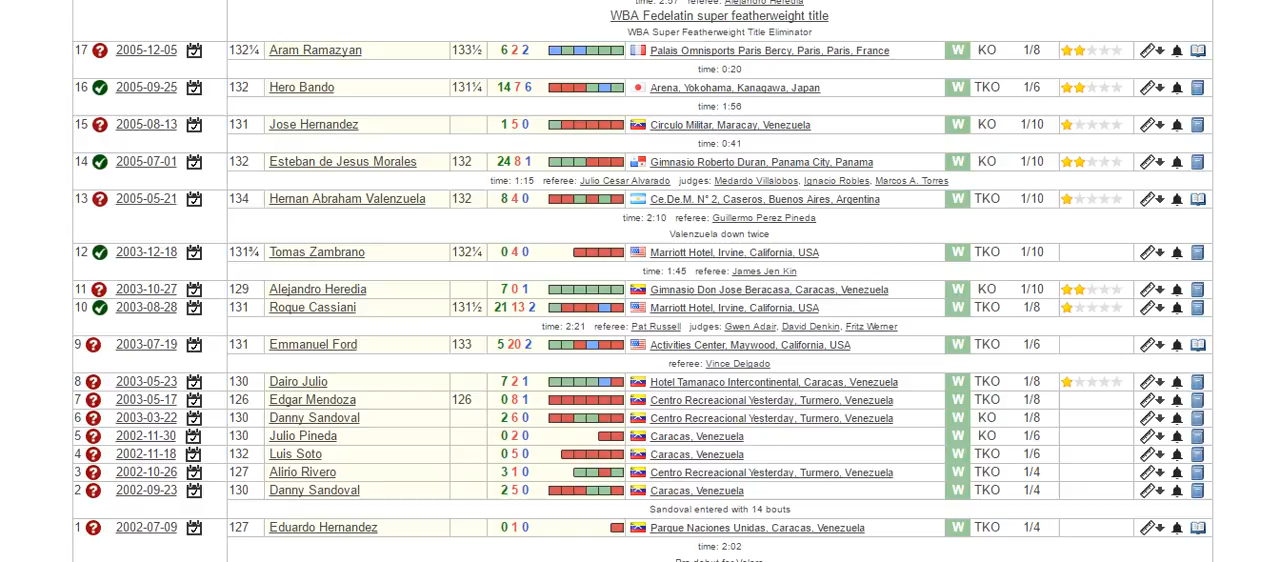 time: 2:57 referee: Alejandro Heredia
WBA Fedelatin super featherweight title
WBA Super Featherweight Title Eliminator
17 ? 2005-12-05 132¼ Aram Ramazyan 133½ 6 2 2 Palais Omnisports Paris Bercy, Paris, Paris, France W KO 1/8
time: 0:20
16 2005-09-25 132 Hero Bando 131¼ 14 7 6 Arena, Yokohama, Kanagawa, Japan W TKO 1/6
time: 1:56
15 ? 2005-08-13 131 Jose Hernandez 1 5 0 Circulo Militar, Maracay, Venezuela W KO 1/10
time: 0:41
14 2005-07-01 132 Esteban de Jesus Morales 132 24 8 1 Gimnasio Roberto Duran, Panama City, Panama W KO 1/10
time: 1:15 referee: Julio Cesar Alvarado judges: Medardo Villalobos, Ignacio Robles, Marcos A. Torres
13 ? 2005-05-21 134 Hernan Abraham Valenzuela 132 8 4 0 Ce.De.M. N° 2, Caseros, Buenos Aires, Argentina W TKO 1/10
time: 2:10 referee: Guillermo Perez Pineda
Valenzuela down twice
12 2003-12-18 131¾ Tomas Zambrano 132¼ 0 4 0 Marriott Hotel, Irvine, California, USA W TKO 1/10
time: 1:45 referee: James Jen Kin
11 ? 2003-10-27 129 Alejandro Heredia 7 0 1 Gimnasio Don Jose Beracasa, Caracas, Venezuela W KO 1/10
10 2003-08-28 131 Roque Cassiani 131½ 21 13 2 Marriott Hotel, Irvine, California, USA W TKO 1/8
time: 2:21 referee: Pat Russell judges: Gwen Adair, David Denkin, Fritz Werner
9 ? 2003-07-19 131 Emmanuel Ford 133 5 20 2 Activities Center, Maywood, California, USA W TKO 1/6
referee: Vince Delgado
8 ? 2003-05-23 130 Dairo Julio 7 2 1 Hotel Tamanaco Intercontinental, Caracas, Venezuela W TKO 1/8
7 ? 2003-05-17 126 Edgar Mendoza 126 0 8 1 Centro Recreacional Yesterday, Turmero, Venezuela W TKO 1/8
6 ? 2003-03-22 130 Danny Sandoval 2 6 0 Centro Recreacional Yesterday, Turmero, Venezuela W KO 1/8
5 ? 2002-11-30 130 Julio Pineda 0 2 0 Caracas, Venezuela W KO 1/6
4 ? 2002-11-18 132 Luis Soto 0 5 0 Caracas, Venezuela W TKO 1/6
3 ? 2002-10-26 127 Alirio Rivero 3 1 0 Centro Recreacional Yesterday, Turmero, Venezuela W TKO 1/4
2 ? 2002-09-23 130 Danny Sandoval 2 5 0 Caracas, Venezuela W TKO 1/4
Sandoval entered with 14 bouts
1 ? 2002-07-09 127 Eduardo Hernandez 0 1 0 Parque Naciones Unidas, Caracas, Venezuela W TKO 1/4
time: 2:02
Pro debut for Valero